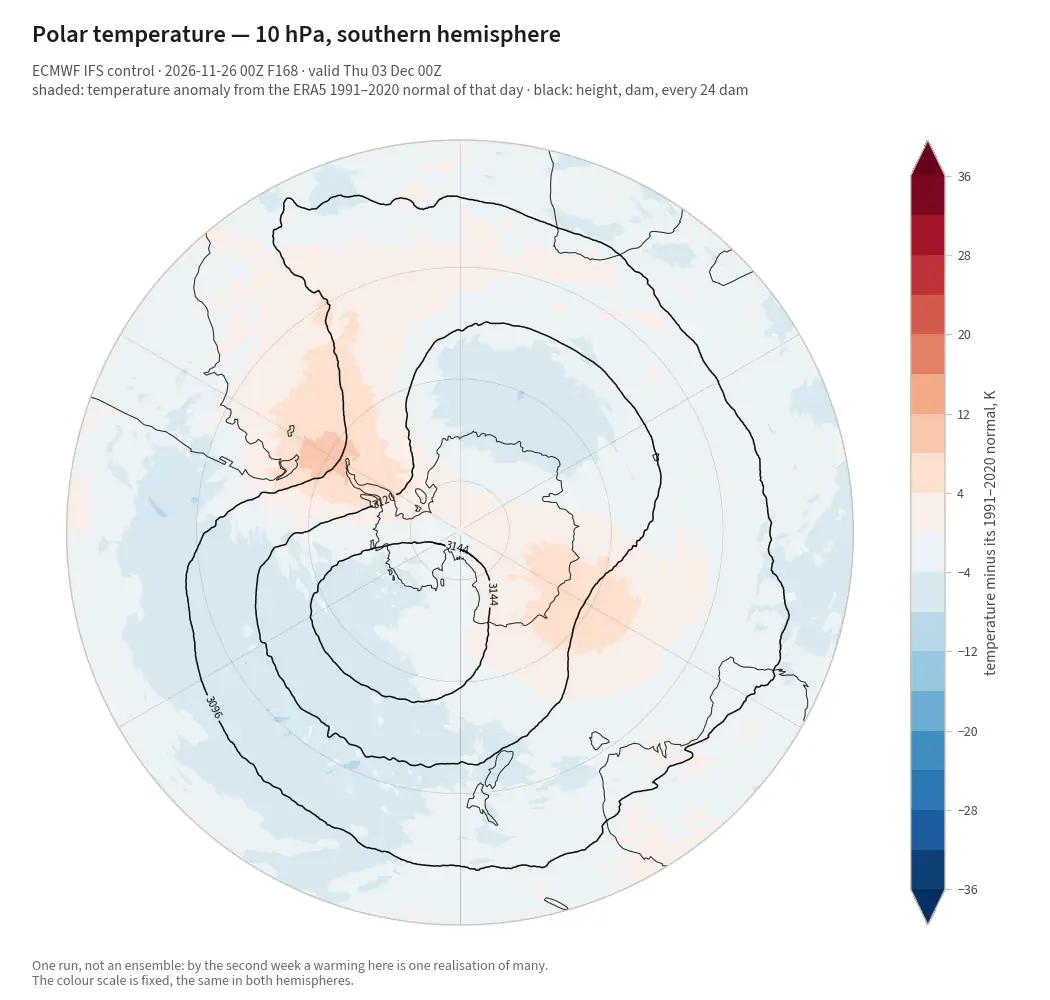 Polar temperature — 10 hPa, southern hemisphere
ECMWF IFS control · 2026-11-26 00Z F168 · valid Thu 03 Dec 00Z
shaded: temperature anomaly from the ERA5 1991–2020 normal of that day · black: height, dam, every 24 dam
36
28
20
12
4
−4
−12
−20
−28
−36
temperature minus its 1991–2020 normal, K
3120
3144
3144
3096
One run, not an ensemble: by the second week a warming here is one realisation of many.
The colour scale is fixed, the same in both hemispheres.